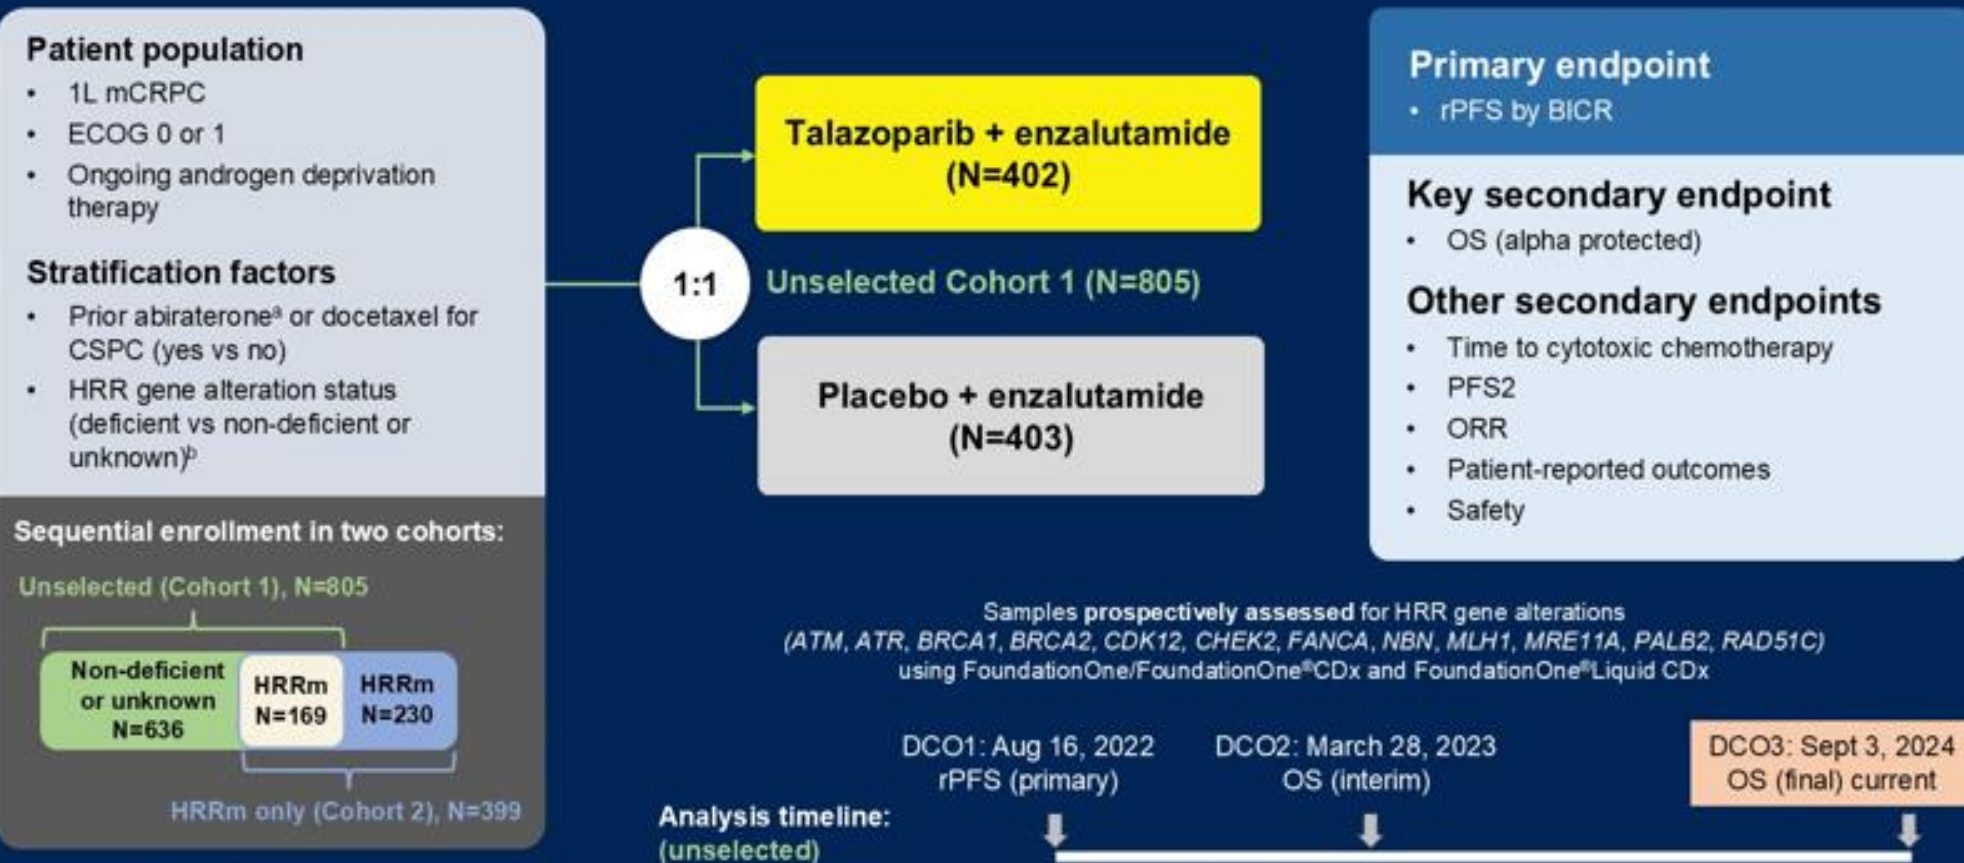 Patient population
• 1L mCRPC
• ECOG 0 or 1
• Ongoing androgen deprivation
therapy
Stratification factors
• Prior abirateroneᵃ or docetaxel for
CSPC (yes vs no)
• HRR gene alteration status
(deficient vs non-deficient or
unknown)ᵇ
Sequential enrollment in two cohorts:
Unselected (Cohort 1), N=805
Non-deficient
or unknown
N=636
HRRm
N=169
HRRm
N=230
HRRm only (Cohort 2), N=399
1:1
Talazoparib + enzalutamide
(N=402)
Unselected Cohort 1 (N=805)
Placebo + enzalutamide
(N=403)
Primary endpoint
• rPFS by BICR
Key secondary endpoint
• OS (alpha protected)
Other secondary endpoints
• Time to cytotoxic chemotherapy
• PFS2
• ORR
• Patient-reported outcomes
• Safety
Samples prospectively assessed for HRR gene alterations
(ATM, ATR, BRCA1, BRCA2, CDK12, CHEK2, FANCA, NBN, MLH1, MRE11A, PALB2, RAD51C)
using FoundationOne/FoundationOne®CDx and FoundationOne®Liquid CDx
DCO1: Aug 16, 2022
rPFS (primary)
DCO2: March 28, 2023
OS (interim)
DCO3: Sept 3, 2024
OS (final) current
Analysis timeline:
(unselected)